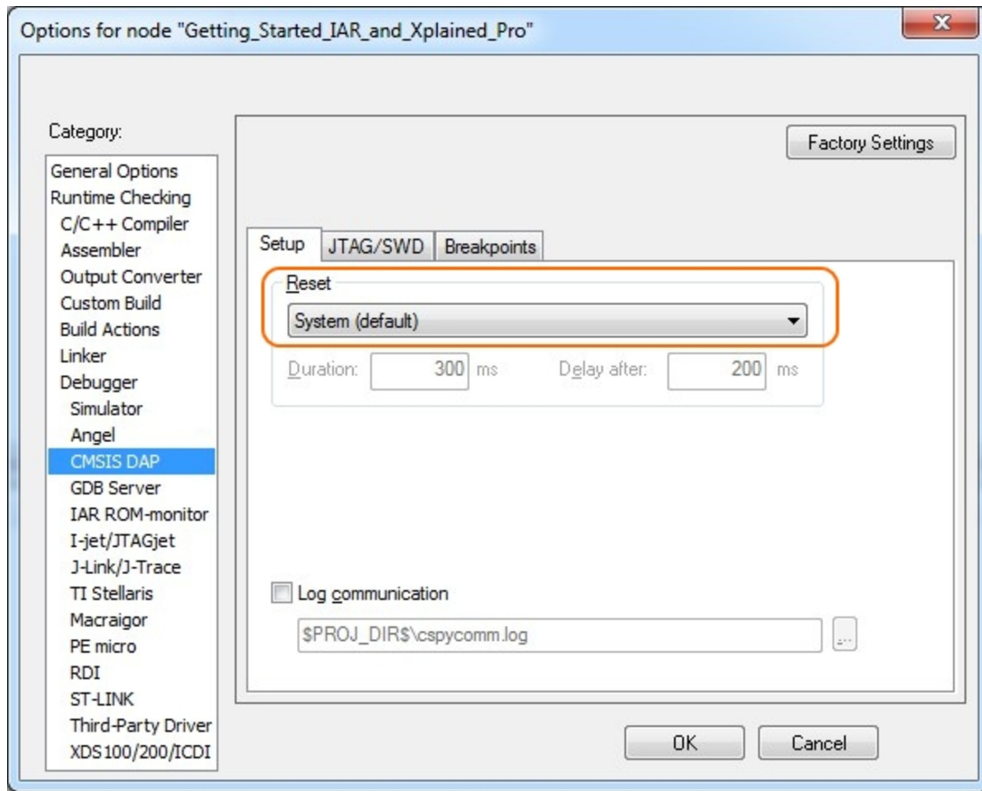 Options for node "Getting_Started_IAR_and_Xplained_Pro"
Category:
General Options
Runtime Checking
C/C++ Compiler
Assembler
Output Converter
Custom Build
Build Actions
Linker
Debugger
Simulator
Angel
CMSIS DAP
GDB Server
IAR ROM-monitor
I-jet/JTAGjet
J-Link/J-Trace
TI Stellaris
Macraigor
PE micro
RDI
ST-LINK
Third-Party Driver
XDS100/200/ICDI
Factory Settings
Setup JTAG/SWD Breakpoints
Reset
System (default)
Duration: 300 ms Delay after: 200 ms
Log communication
$PROJ_DIR$\cspycomm.log
...
OK Cancel